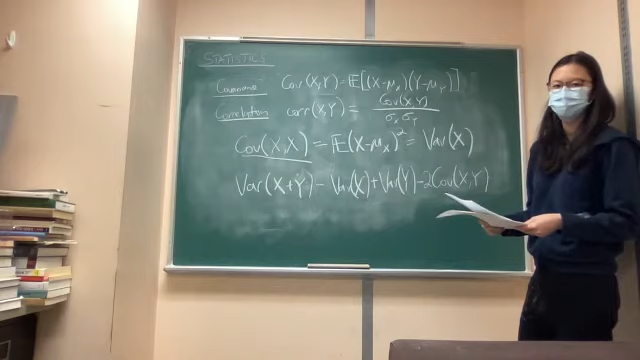 STATISTICS
Covariance Cov(X,Y)=𝔼[(X-μ_X)(Y-μ_Y)]
Correlation corr(X,Y) = Cov(X,Y) / σ_X σ_Y
Cov(X,X) = 𝔼(X-μ_X)² = Var(X)
Var(X+Y) - Var(X)+Var(Y)-2Cov(X,Y)